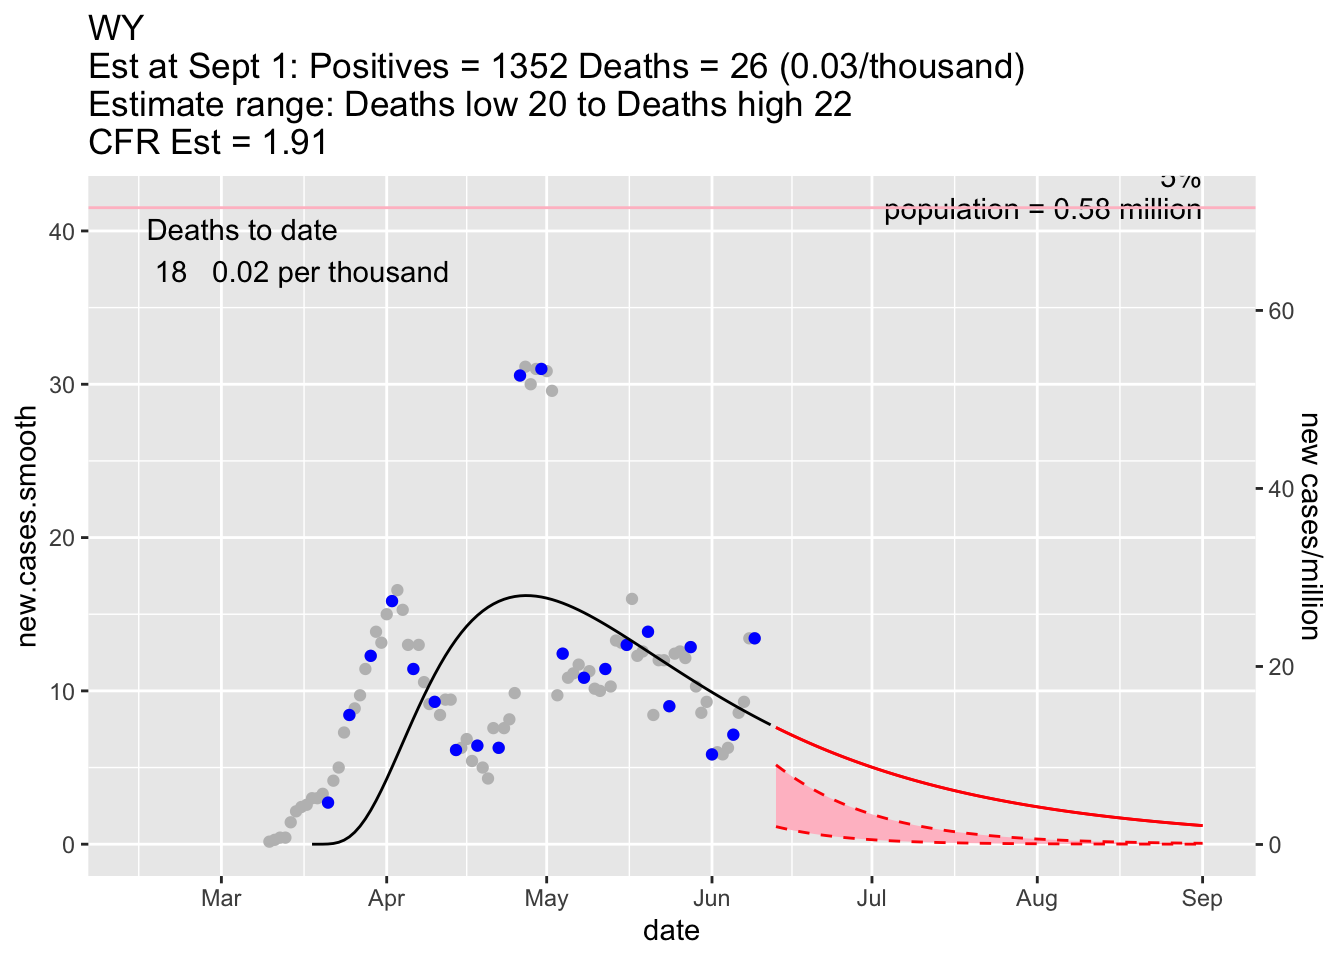 WY
Est at Sept 1: Positives = 1352 Deaths = 26 (0.03/thousand)
Estimate range: Deaths low 20 to Deaths high 22
CFR Est = 1.91
5%
population = 0.58 million
Deaths to date
18 0.02 per thousand
40
30
20
10
0
new.cases.smooth
60
40
20
0
new cases/million
Mar Apr May Jun Jul Aug Sep
date